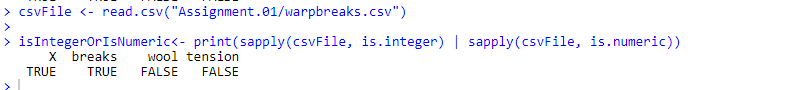 > csvFile <- read.csv("Assignment.01/warpbreaks.csv")
>
> isIntegerOrIsNumeric<- print(sapply(csvFile, is.integer) | sapply(csvFile, is.numeric))
      X  breaks    wool tension
   TRUE    TRUE   FALSE   FALSE
>